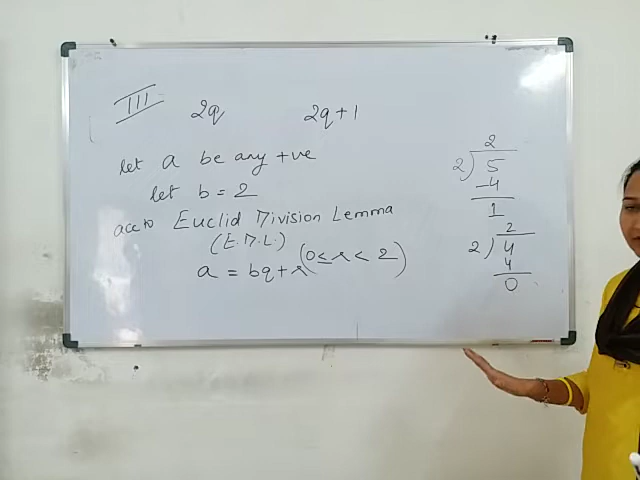 III
2q 2q+1
let a be any +ve
let b = 2
acc to Euclid Division Lemma
(E.D.L.)
a = bq+r (0 ≤ r < 2)
2
2) 5
-4
1
2
2) 4
4
0